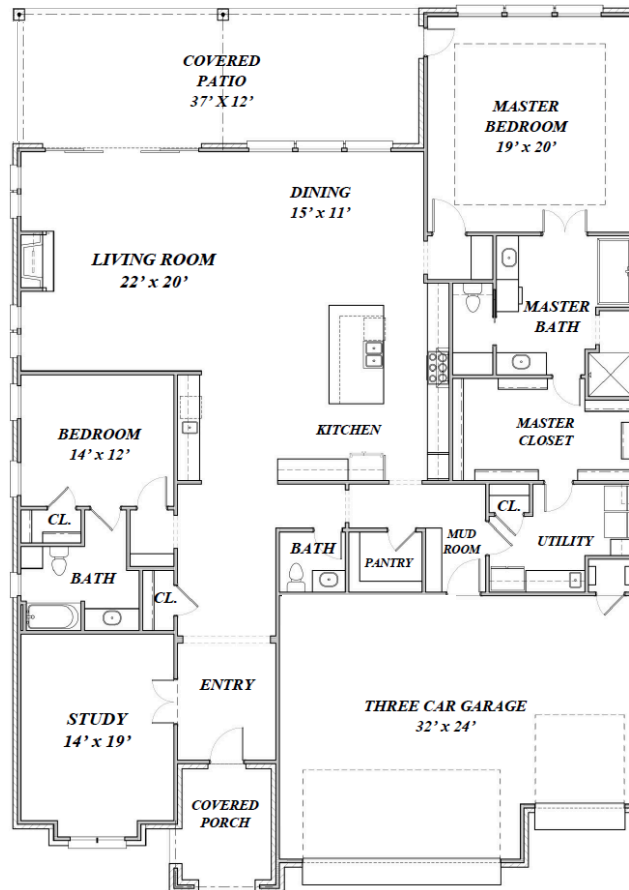 COVERED
PATIO
37' X 12'
MASTER
BEDROOM
19' x 20'
DINING
15' x 11'
LIVING ROOM
22' x 20'
MASTER
BATH
BEDROOM
14' x 12'
KITCHEN
MASTER
CLOSET
CL.
CL.
BATH
BATH
PANTRY
MUD
ROOM
UTILITY
CL.
ENTRY
STUDY
14' x 19'
THREE CAR GARAGE
32' x 24'
COVERED
PORCH